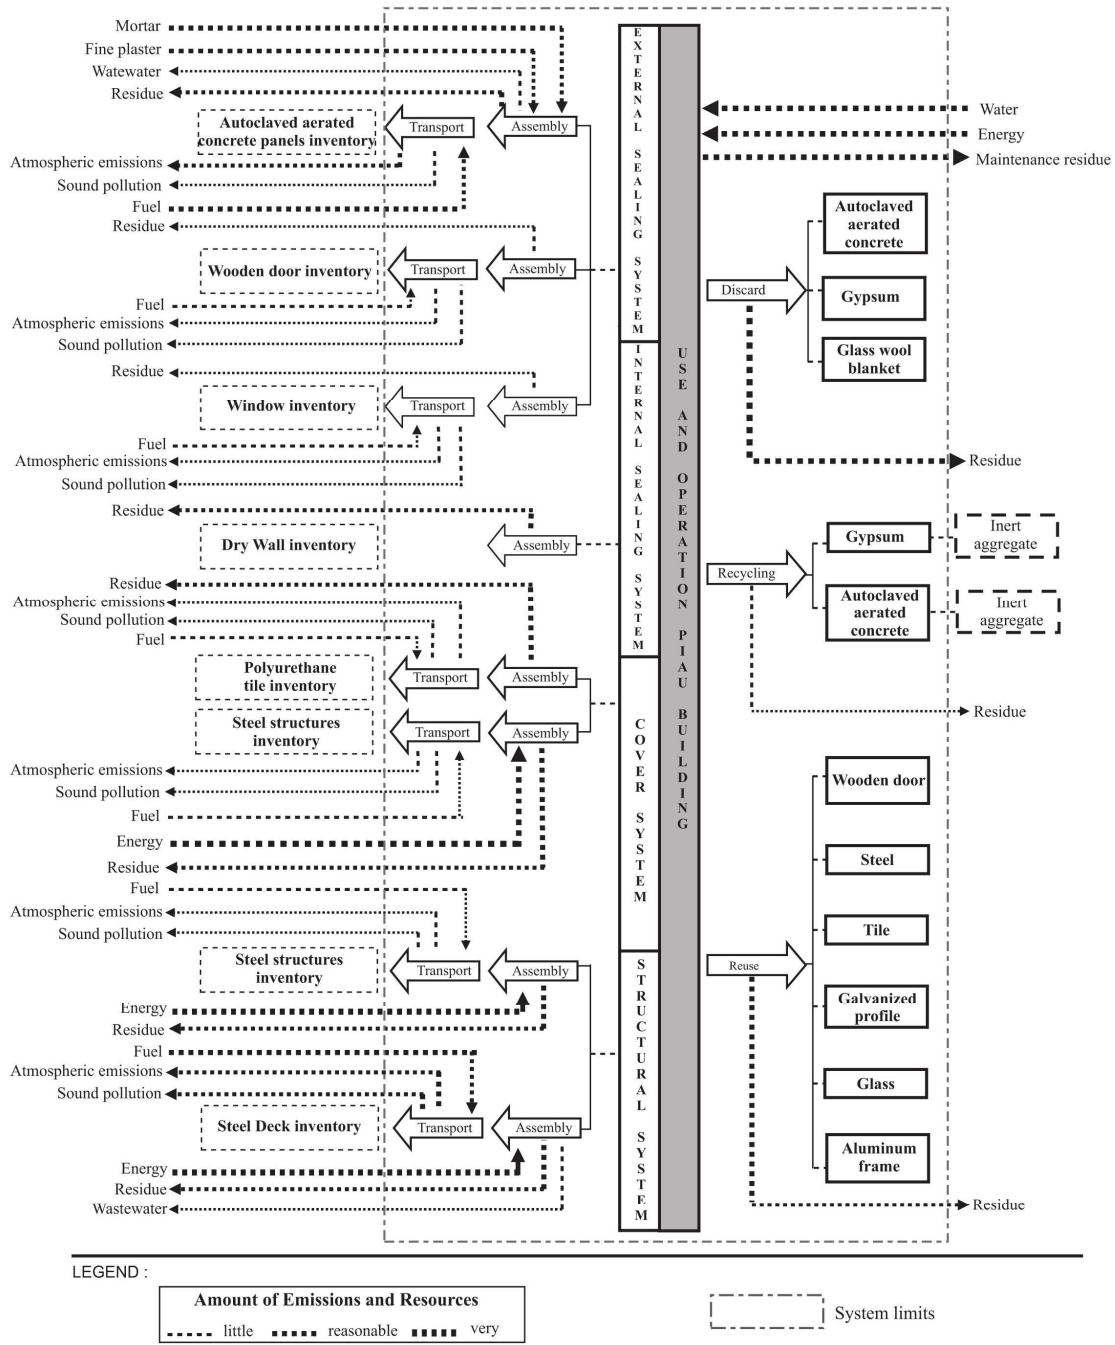 Mortar
Fine plaster
Watewater
Residue
Autoclaved aerated
concrete panels inventory
Transport
Assembly
Atmospheric emissions
Sound pollution
Fuel
Residue
Wooden door inventory
Transport
Assembly
Fuel
Atmospheric emissions
Sound pollution
Residue
Window inventory
Transport
Assembly
Fuel
Atmospheric emissions
Sound pollution
Residue
Dry Wall inventory
Assembly
Residue
Atmospheric emissions
Sound pollution
Fuel
Polyurethane
tile inventory
Transport
Assembly
Steel structures
inventory
Transport
Assembly
Atmospheric emissions
Sound pollution
Fuel
Energy
Residue
Fuel
Atmospheric emissions
Sound pollution
Steel structures
inventory
Transport
Assembly
Energy
Residue
Fuel
Atmospheric emissions
Sound pollution
Steel Deck inventory
Transport
Assembly
Energy
Residue
Wastewater
EXTERNAL SEALING SYSTEM
INTERNAL SEALING SYSTEM
COVER SYSTEM
STRUCTURAL SYSTEM
USE AND OPERATION PIAU BUILDING
Water
Energy
Maintenance residue
Discard
Autoclaved
aerated
concrete
Gypsum
Glass wool
blanket
Residue
Recycling
Gypsum
Inert
aggregate
Autoclaved
aerated
concrete
Inert
aggregate
Residue
Reuse
Wooden door
Steel
Tile
Galvanized
profile
Glass
Aluminum
frame
Residue
LEGEND :
Amount of Emissions and Resources
little reasonable very
System limits